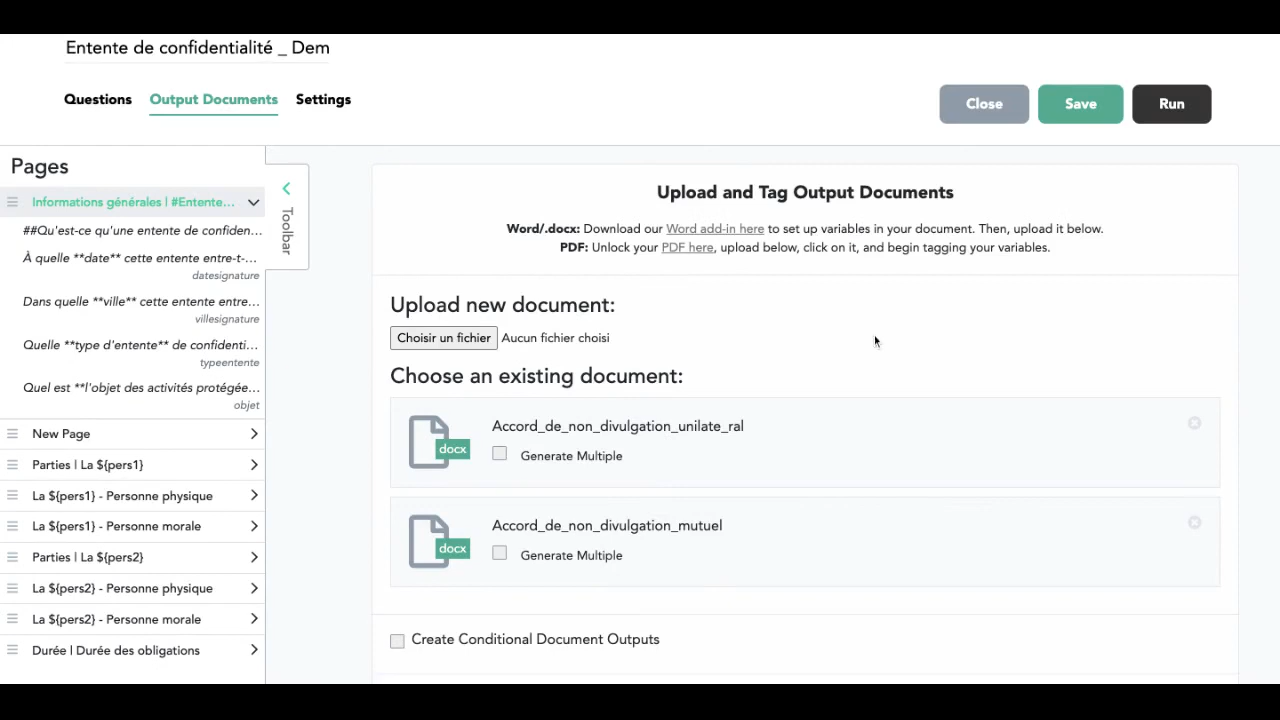 Entente de confidentialité _ Dem
Questions
Output Documents
Settings
Close
Save
Run
Pages
Informations générales | #Entente...
##Qu'est-ce qu'une entente de confiden...
À quelle **date** cette entente entre-t-...
datesignature
Dans quelle **ville** cette entente entre...
villesignature
Quelle **type d'entente** de confidenti...
typeentente
Quel est **l'objet des activités protégée...
objet
New Page
Parties | La ${pers1}
La ${pers1} - Personne physique
La ${pers1} - Personne morale
Parties | La ${pers2}
La ${pers2} - Personne physique
La ${pers2} - Personne morale
Durée | Durée des obligations
Toolbar
Upload and Tag Output Documents
Word/.docx: Download our Word add-in here to set up variables in your document. Then, upload it below.
PDF: Unlock your PDF here, upload below, click on it, and begin tagging your variables.
Upload new document:
Choisir un fichier Aucun fichier choisi
Choose an existing document:
docx
Accord_de_non_divulgation_unilate_ral
Generate Multiple
docx
Accord_de_non_divulgation_mutuel
Generate Multiple
Create Conditional Document Outputs